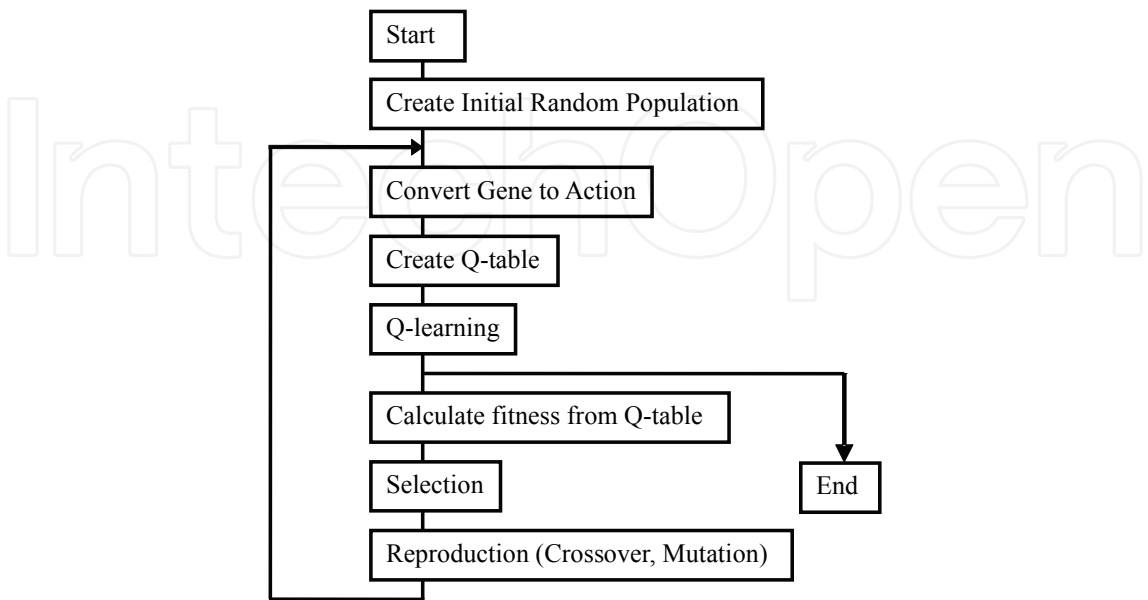 Start
Create Initial Random Population
IntechOpen
Convert Gene to Action
Create Q-table
Q-learning
Calculate fitness from Q-table
Selection
End
Reproduction (Crossover, Mutation)